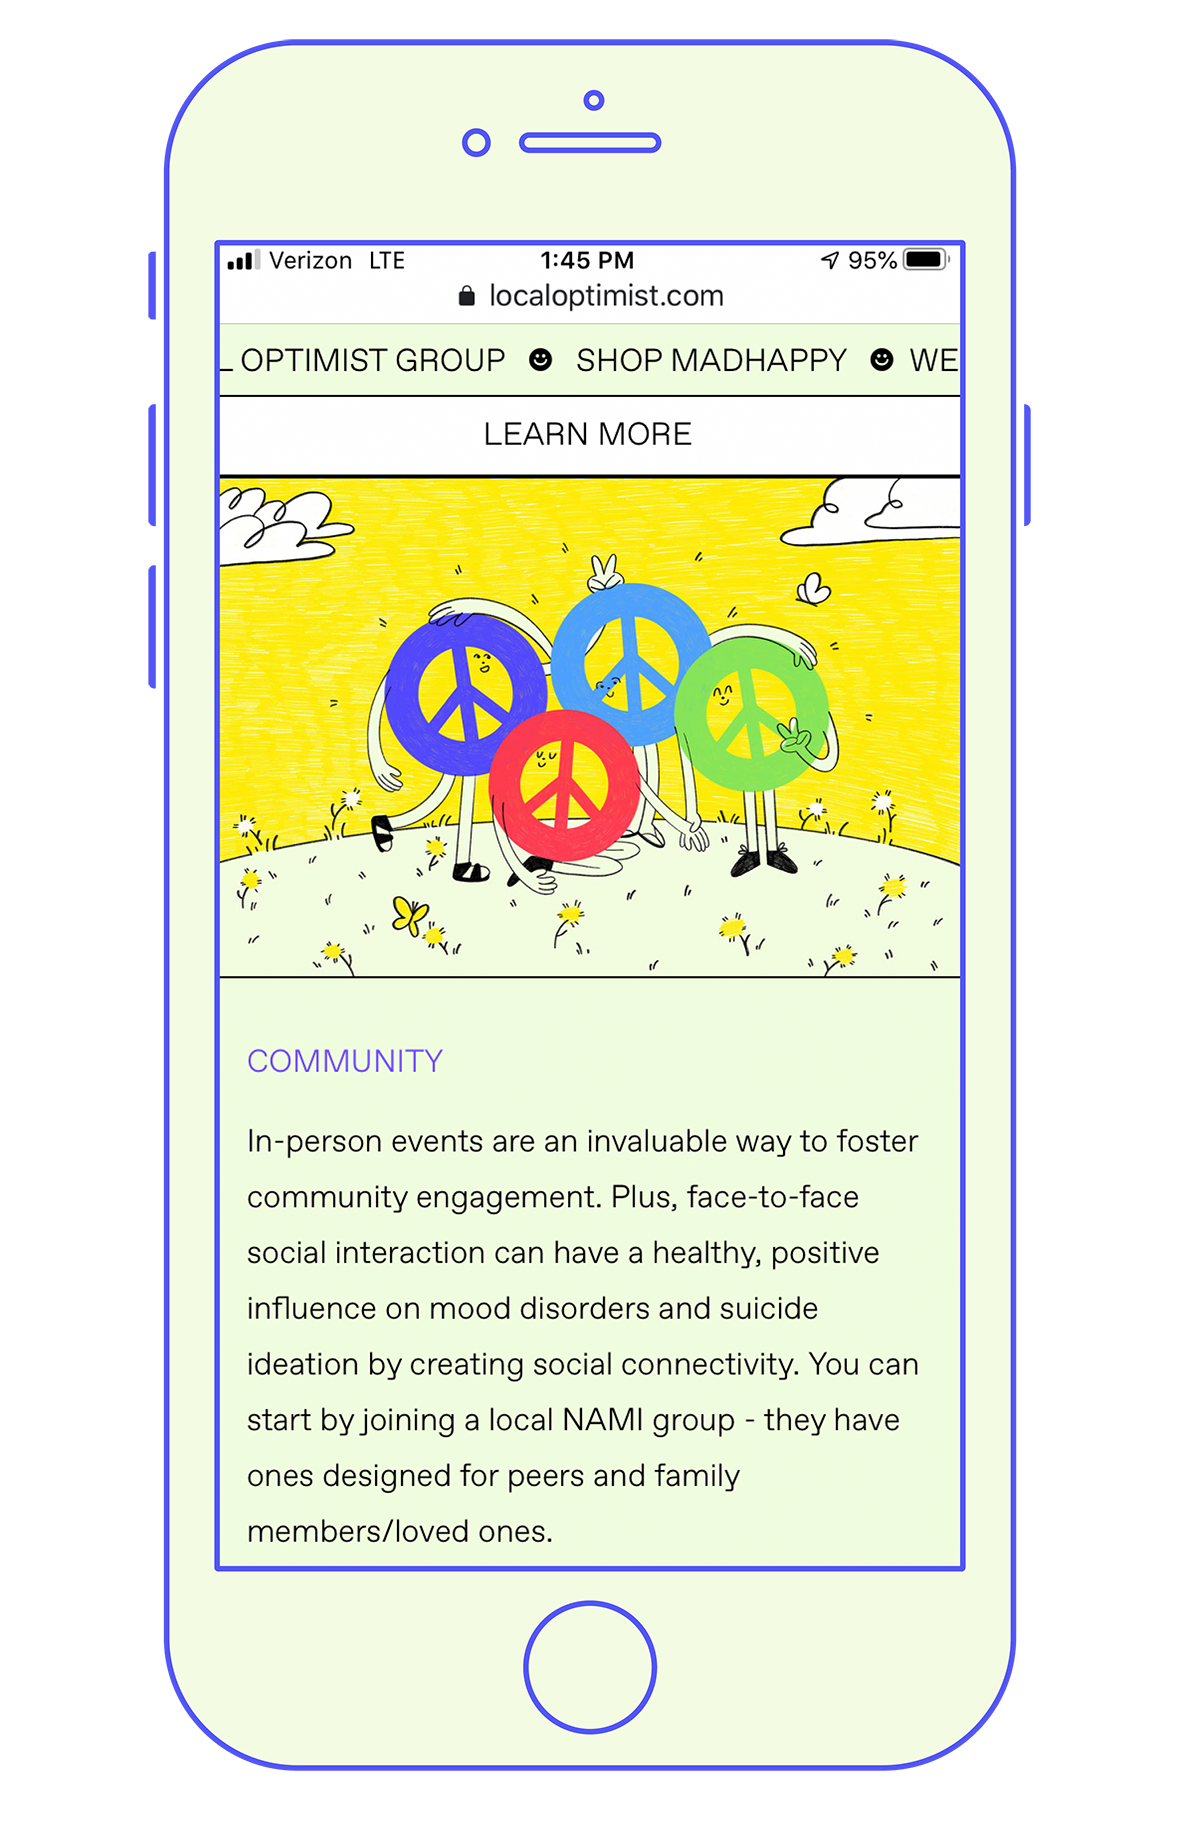 Verizon LTE 1:45 PM 95%
localoptimist.com
L OPTIMIST GROUP SHOP MADHAPPY WE
LEARN MORE
COMMUNITY
In-person events are an invaluable way to foster
community engagement. Plus, face-to-face
social interaction can have a healthy, positive
influence on mood disorders and suicide
ideation by creating social connectivity. You can
start by joining a local NAMI group - they have
ones designed for peers and family
members/loved ones.